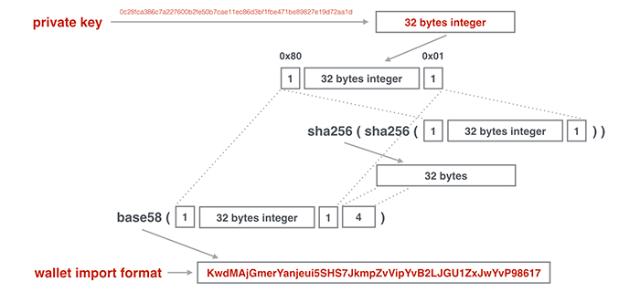 private key
0c28fca386c7a227600b2fe50b7cae11ec86d3bf1fbe471be89827e19d72aa1d
32 bytes integer
0x80 0x01
1 32 bytes integer 1
sha256 ( sha256 ( 1 32 bytes integer 1 ) )
32 bytes
base58 ( 1 32 bytes integer 1 4 )
wallet import format
KwdMAjGmerYanjeui5SHS7JkmpZvVipYvB2LJGU1ZxJwYvP98617